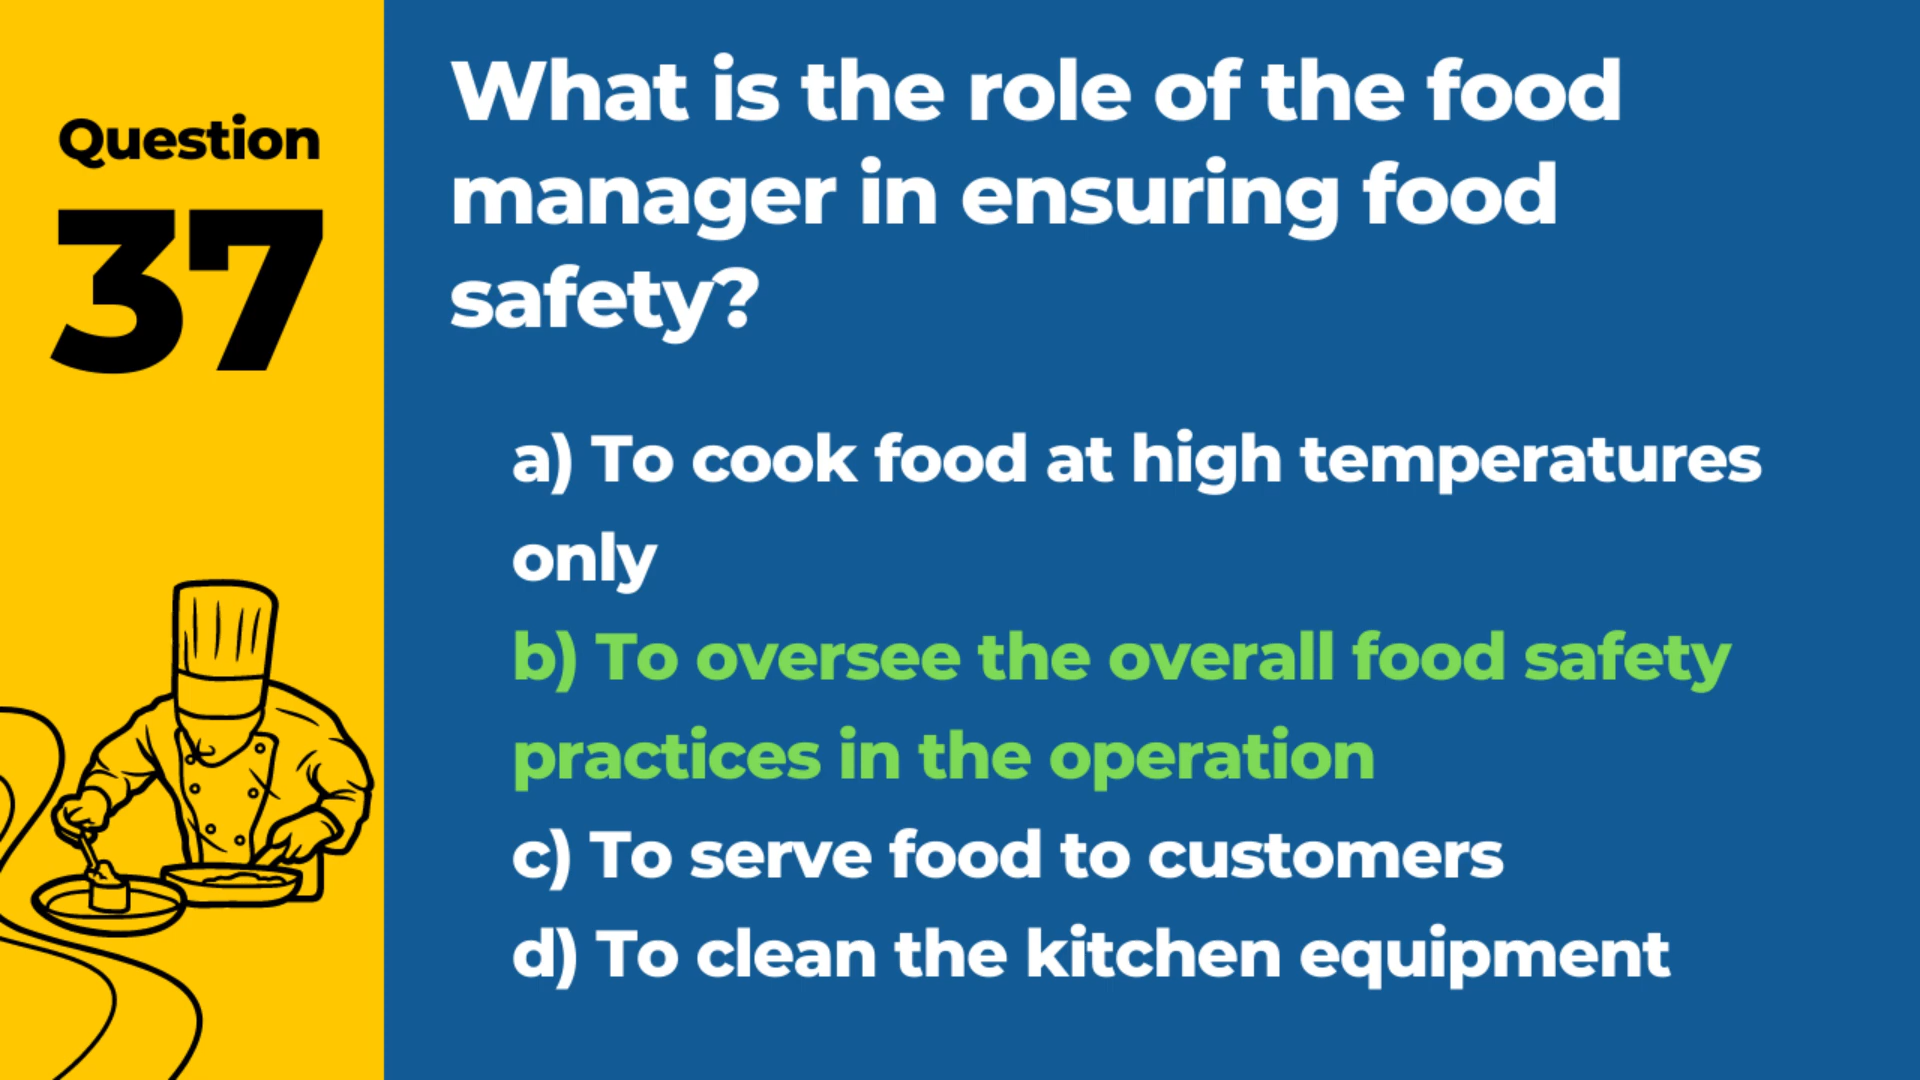 Question
37
What is the role of the food
manager in ensuring food
safety?
a) To cook food at high temperatures
only
b) To oversee the overall food safety
practices in the operation
c) To serve food to customers
d) To clean the kitchen equipment